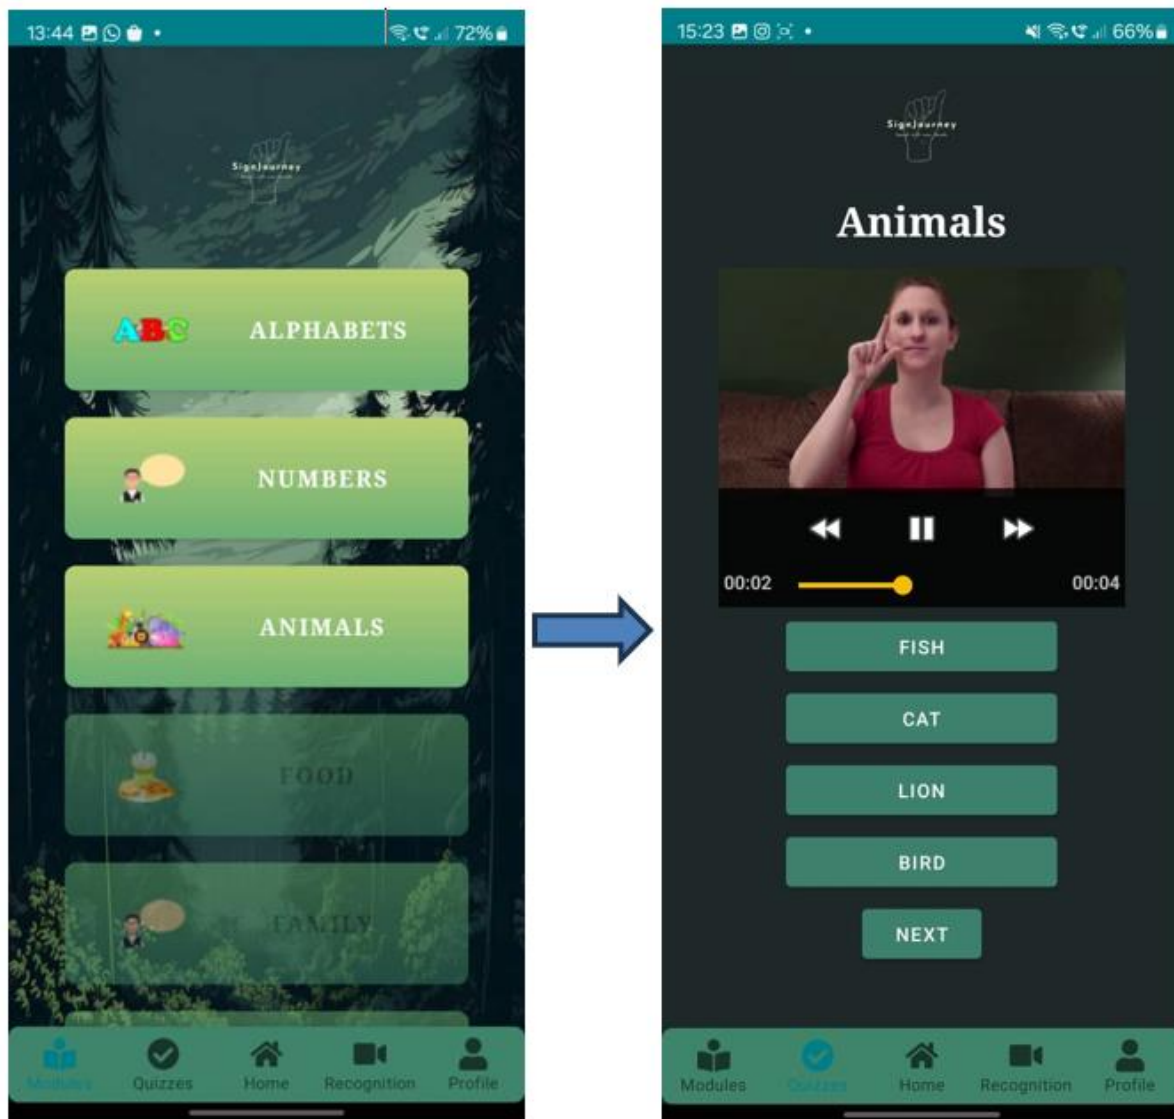 13:44
72%
SignJourney
ALPHABETS
NUMBERS
ABC
ANIMALS
FOOD
FAMILY
Modules
Quizzes
Home
Recognition
Profile
15:23
66%
SignJourney
Animals
00:02
00:04
FISH
CAT
LION
BIRD
NEXT
Modules
Quizzes
Home
Recognition
Profile